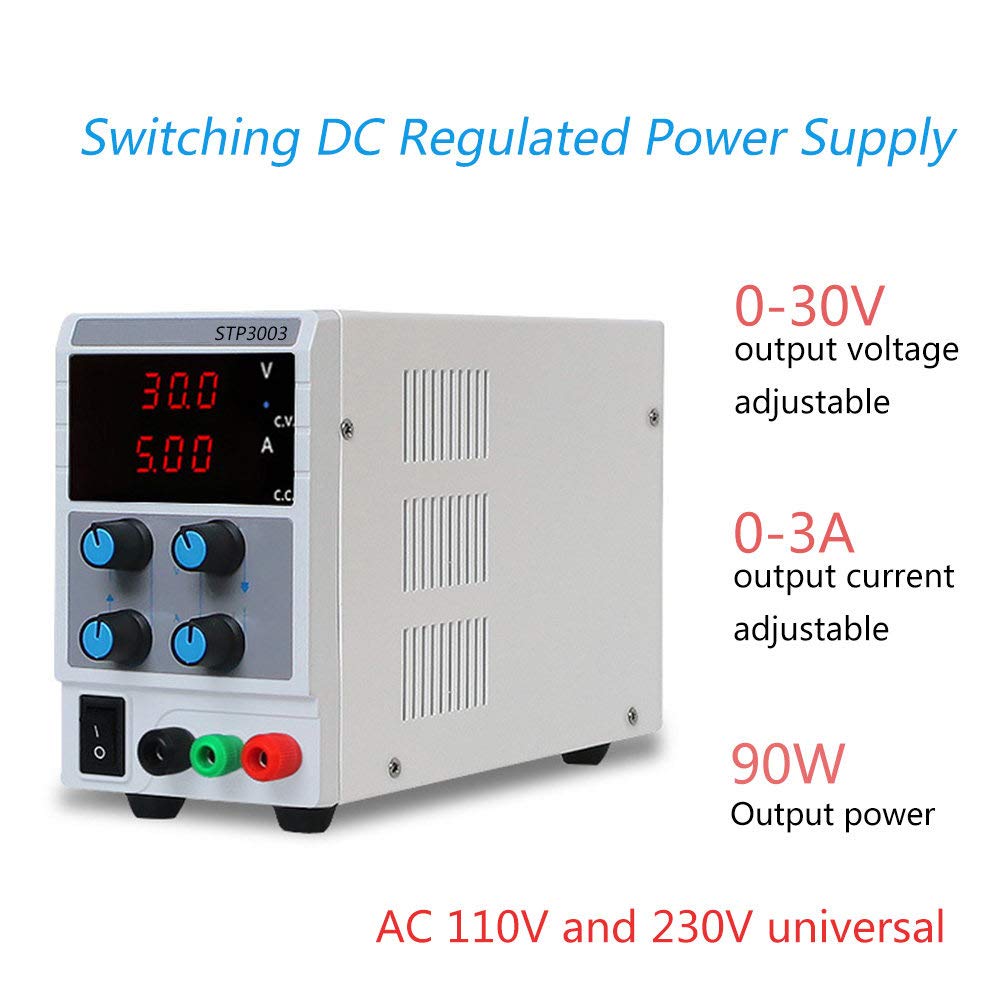 Switching DC Regulated Power Supply
STP3003
30.0
V
C.V.
5.00
A
C.C.
0-30V
output voltage
adjustable
0-3A
output current
adjustable
90W
Output power
AC 110V and 230V universal